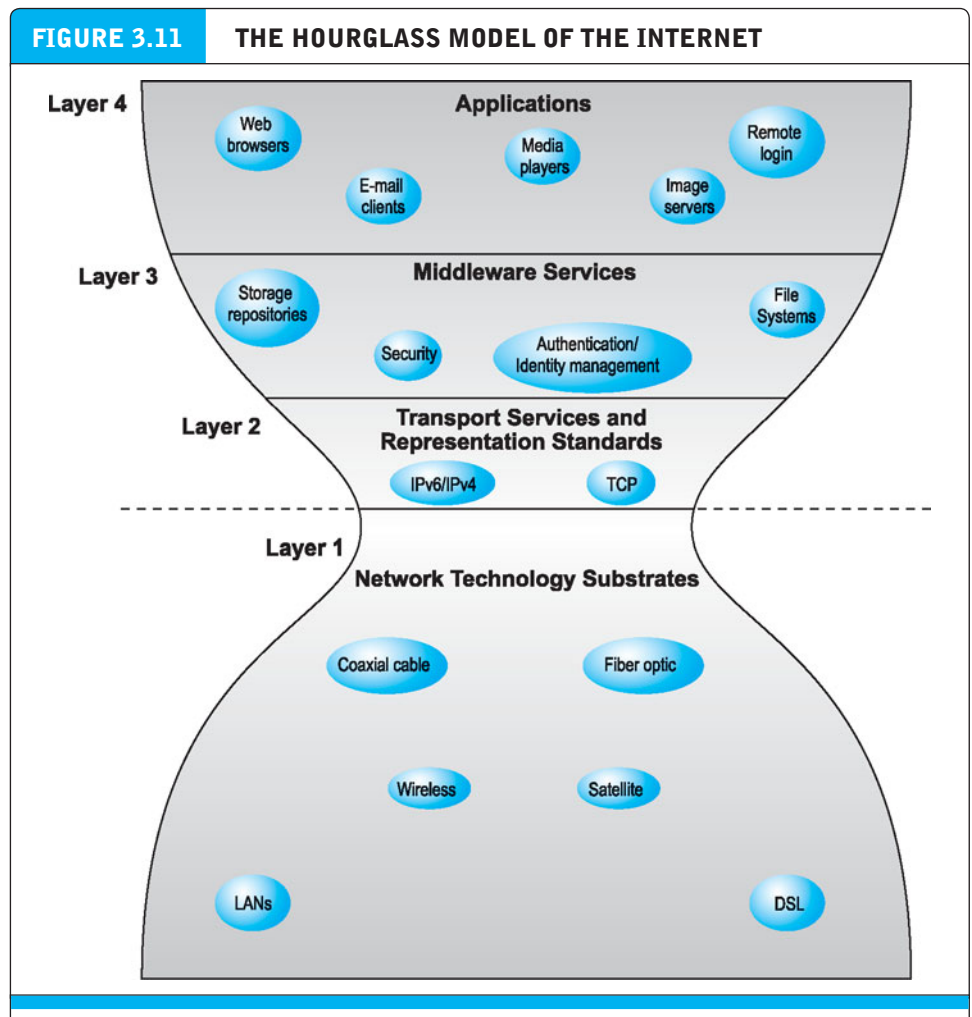 FIGURE 3.11
THE HOURGLASS MODEL OF THE INTERNET
Layer 4
Applications
Web
browsers
E-mail
clients
Media
players
Image
servers
Remote
login
Layer 3
Middleware Services
Storage
repositories
Security
Authentication/
Identity management
File
Systems
Layer 2
Transport Services and
Representation Standards
IPv6/IPv4
TCP
Layer 1
Network Technology Substrates
Coaxial cable
Fiber optic
Wireless
Satellite
LANs
DSL